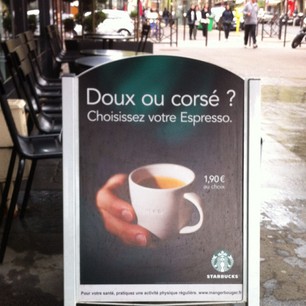 Doux ou corsé ?
Choisissez votre Espresso.
1,90€
au choix
STARBUCKS
Pour votre santé, pratiquez une activité physique régulière, www.mangerbouger.fr